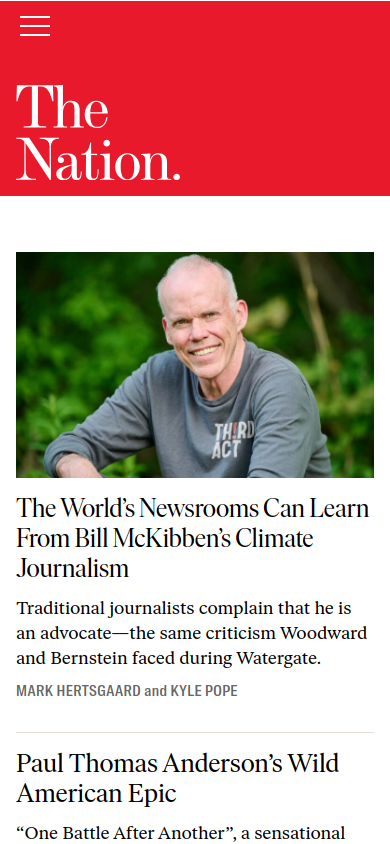 The
Nation.
TH!RD
ACT
The World’s Newsrooms Can Learn
From Bill McKibben’s Climate
Journalism
Traditional journalists complain that he is
an advocate—the same criticism Woodward
and Bernstein faced during Watergate.
MARK HERTSGAARD and KYLE POPE
Paul Thomas Anderson’s Wild
American Epic
“One Battle After Another”, a sensational